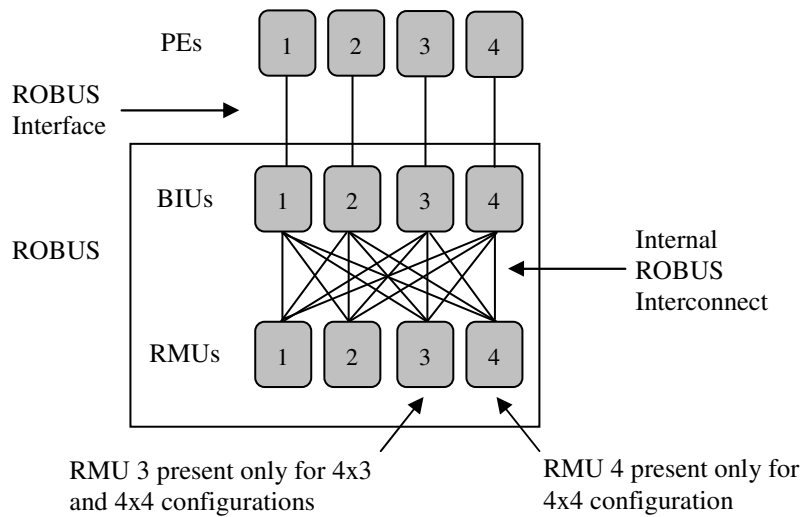 PEs
1 2 3 4
ROBUS
Interface
BIUs
1 2 3 4
ROBUS
Internal
ROBUS
Interconnect
RMUs
1 2 3 4
RMU 3 present only for 4x3
and 4x4 configurations
RMU 4 present only for
4x4 configuration